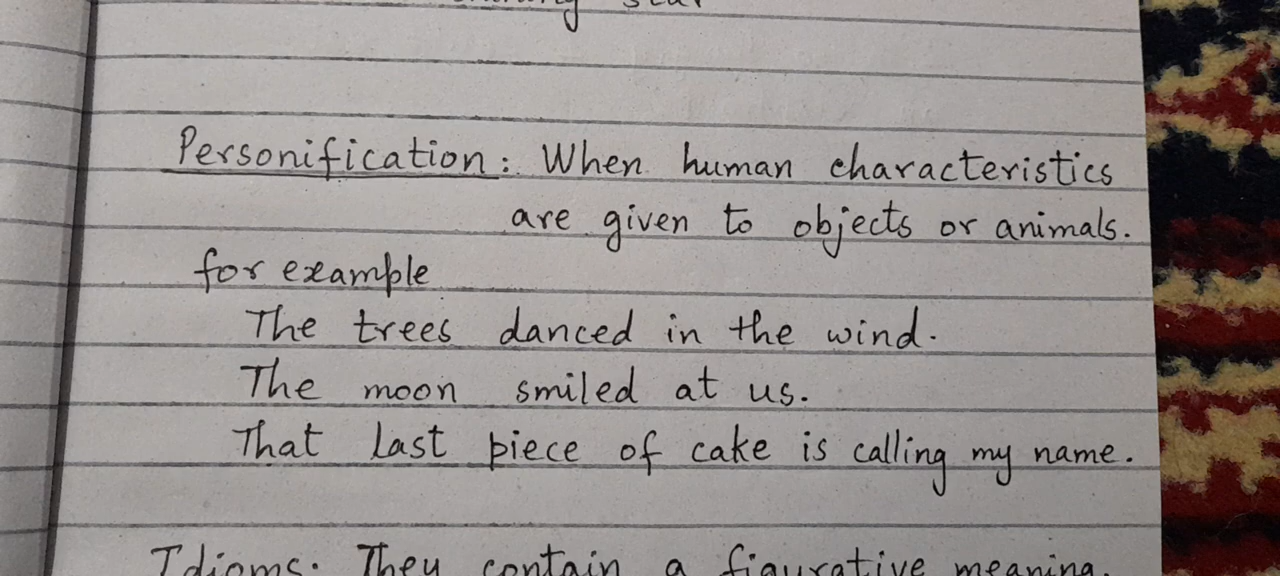 Personification: When human characteristics
are given to objects or animals.
for example
The trees danced in the wind.
The moon smiled at us.
That last piece of cake is calling my name.
Idioms: They contain a figurative meaning.